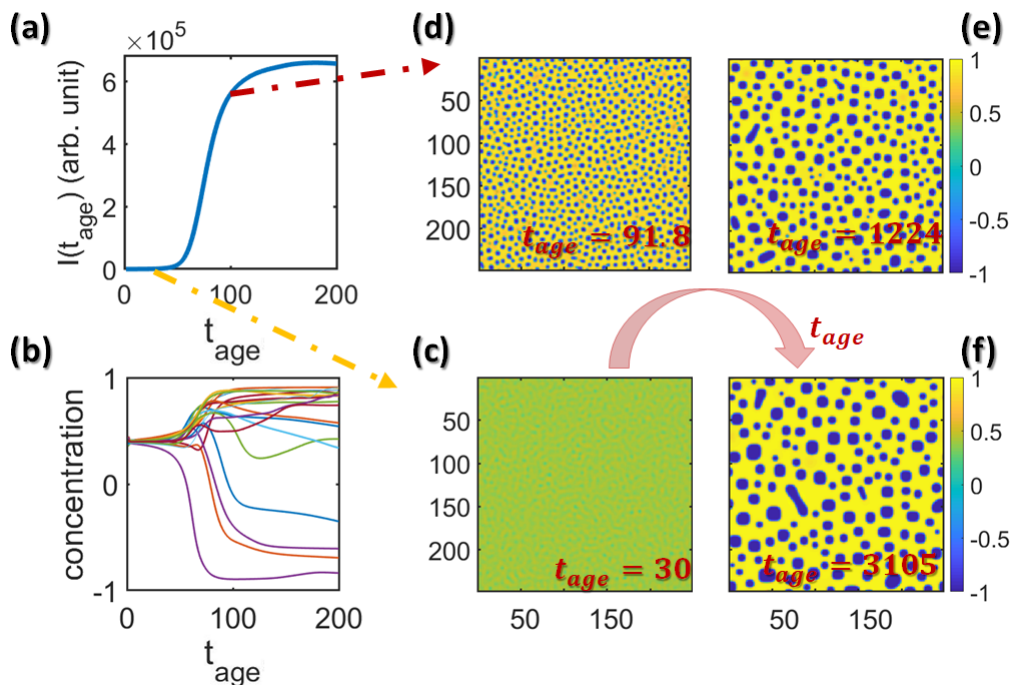 (a)
×10⁵
I(t_age) (arb. unit)
6
4
2
0
0
100
200
t_age
(d)
50
100
150
200
t_age = 91.8
(e)
1
0.5
0
-0.5
-1
t_age = 1224
(b)
concentration
1
0
-1
0
100
200
t_age
(c)
50
100
150
200
50
150
t_age = 30
t_age
(f)
1
0.5
0
-0.5
-1
50
150
t_age = 3105